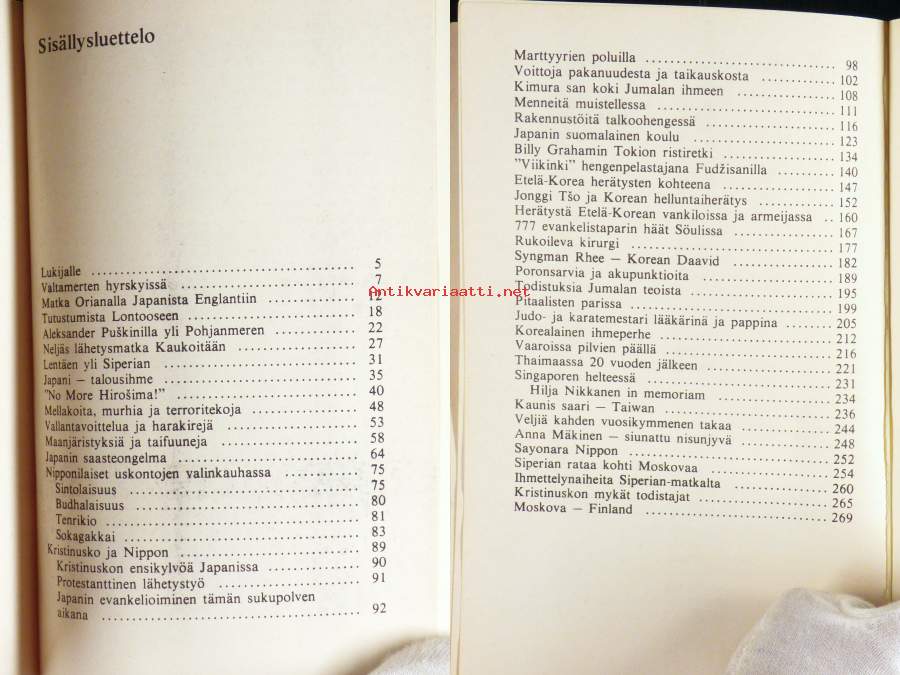 Sisällysluettelo
Lukijalle ........ 5
Valtamerten hyrskyissä ........ 7
Matka Orianalla Japanista Englantiin ........ 12
Tutustumista Lontooseen ........ 18
Aleksander Puškinilla yli Pohjanmeren ........ 22
Neljäs lähetysmatka Kaukoitään ........ 27
Lentäen yli Siperian ........ 31
Japani – talousihme ........ 35
"No More Hirošima!" ........ 40
Mellakoita, murhia ja terroritekoja ........ 48
Vallantavoittelua ja harakirejä ........ 53
Maanjäristyksiä ja taifuuneja ........ 58
Japanin saasteongelma ........ 64
Nipponilaiset uskontojen valinkauhassa ........ 75
Sintolaisuus ........ 75
Budhalaisuus ........ 80
Tenrikio ........ 81
Sokagakkai ........ 83
Kristinusko ja Nippon ........ 89
Kristinuskon ensikylvöä Japanissa ........ 90
Protestanttinen lähetystyö ........ 91
Japanin evankelioiminen tämän sukupolven
aikana ........ 92
Marttyyrien poluilla ........ 98
Voittoja pakanuudesta ja taikauskosta ........ 102
Kimura san koki Jumalan ihmeen ........ 108
Menneitä muistellessa ........ 111
Rakennustöitä talkoohengessä ........ 116
Japanin suomalainen koulu ........ 123
Billy Grahamin Tokion ristiretki ........ 134
"Viikinki" hengenpelastajana Fudžisanilla ........ 140
Etelä-Korea herätysten kohteena ........ 147
Jonggi Tšo ja Korean helluntaiherätys ........ 152
Herätystä Etelä-Korean vankiloissa ja armeijassa .. 160
777 evankelistaparin häät Söulissa ........ 167
Rukoileva kirurgi ........ 177
Syngman Rhee – Korean Daavid ........ 182
Poronsarvia ja akupunktioita ........ 189
Todistuksia Jumalan teoista ........ 195
Pitaalisten parissa ........ 199
Judo- ja karatemestari lääkärinä ja pappina ........ 205
Korealainen ihmeperhe ........ 212
Vaaroissa pilvien päällä ........ 216
Thaimaassa 20 vuoden jälkeen ........ 221
Singaporen helteessä ........ 231
Hilja Nikkanen in memoriam ........ 234
Kaunis saari – Taiwan ........ 236
Veljiä kahden vuosikymmenen takaa ........ 244
Anna Mäkinen – siunattu nisunjyvä ........ 248
Sayonara Nippon ........ 252
Siperian rataa kohti Moskovaa ........ 254
Ihmettelynaiheita Siperian-matkalta ........ 260
Kristinuskon mykät todistajat ........ 265
Moskova – Finland ........ 269
Antikvariaatti.net